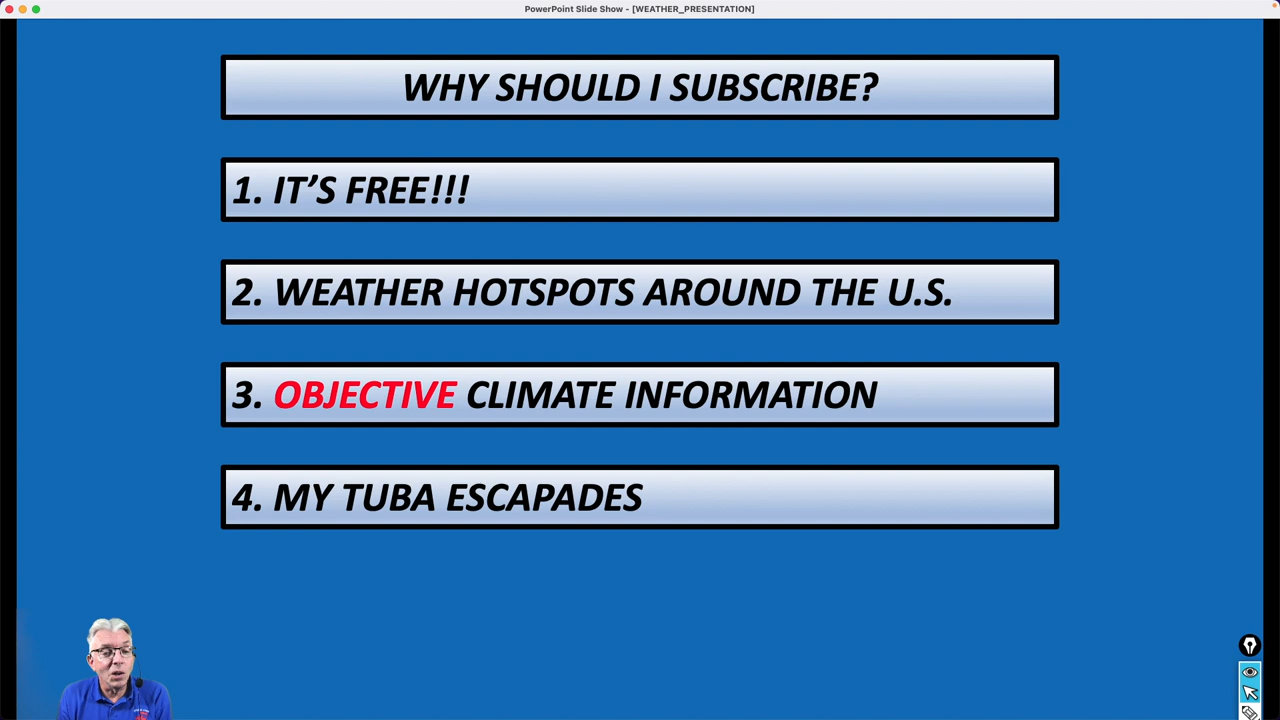 PowerPoint Slide Show - [WEATHER_PRESENTATION]
WHY SHOULD I SUBSCRIBE?
1. IT’S FREE!!!
2. WEATHER HOTSPOTS AROUND THE U.S.
3. OBJECTIVE CLIMATE INFORMATION
4. MY TUBA ESCAPADES